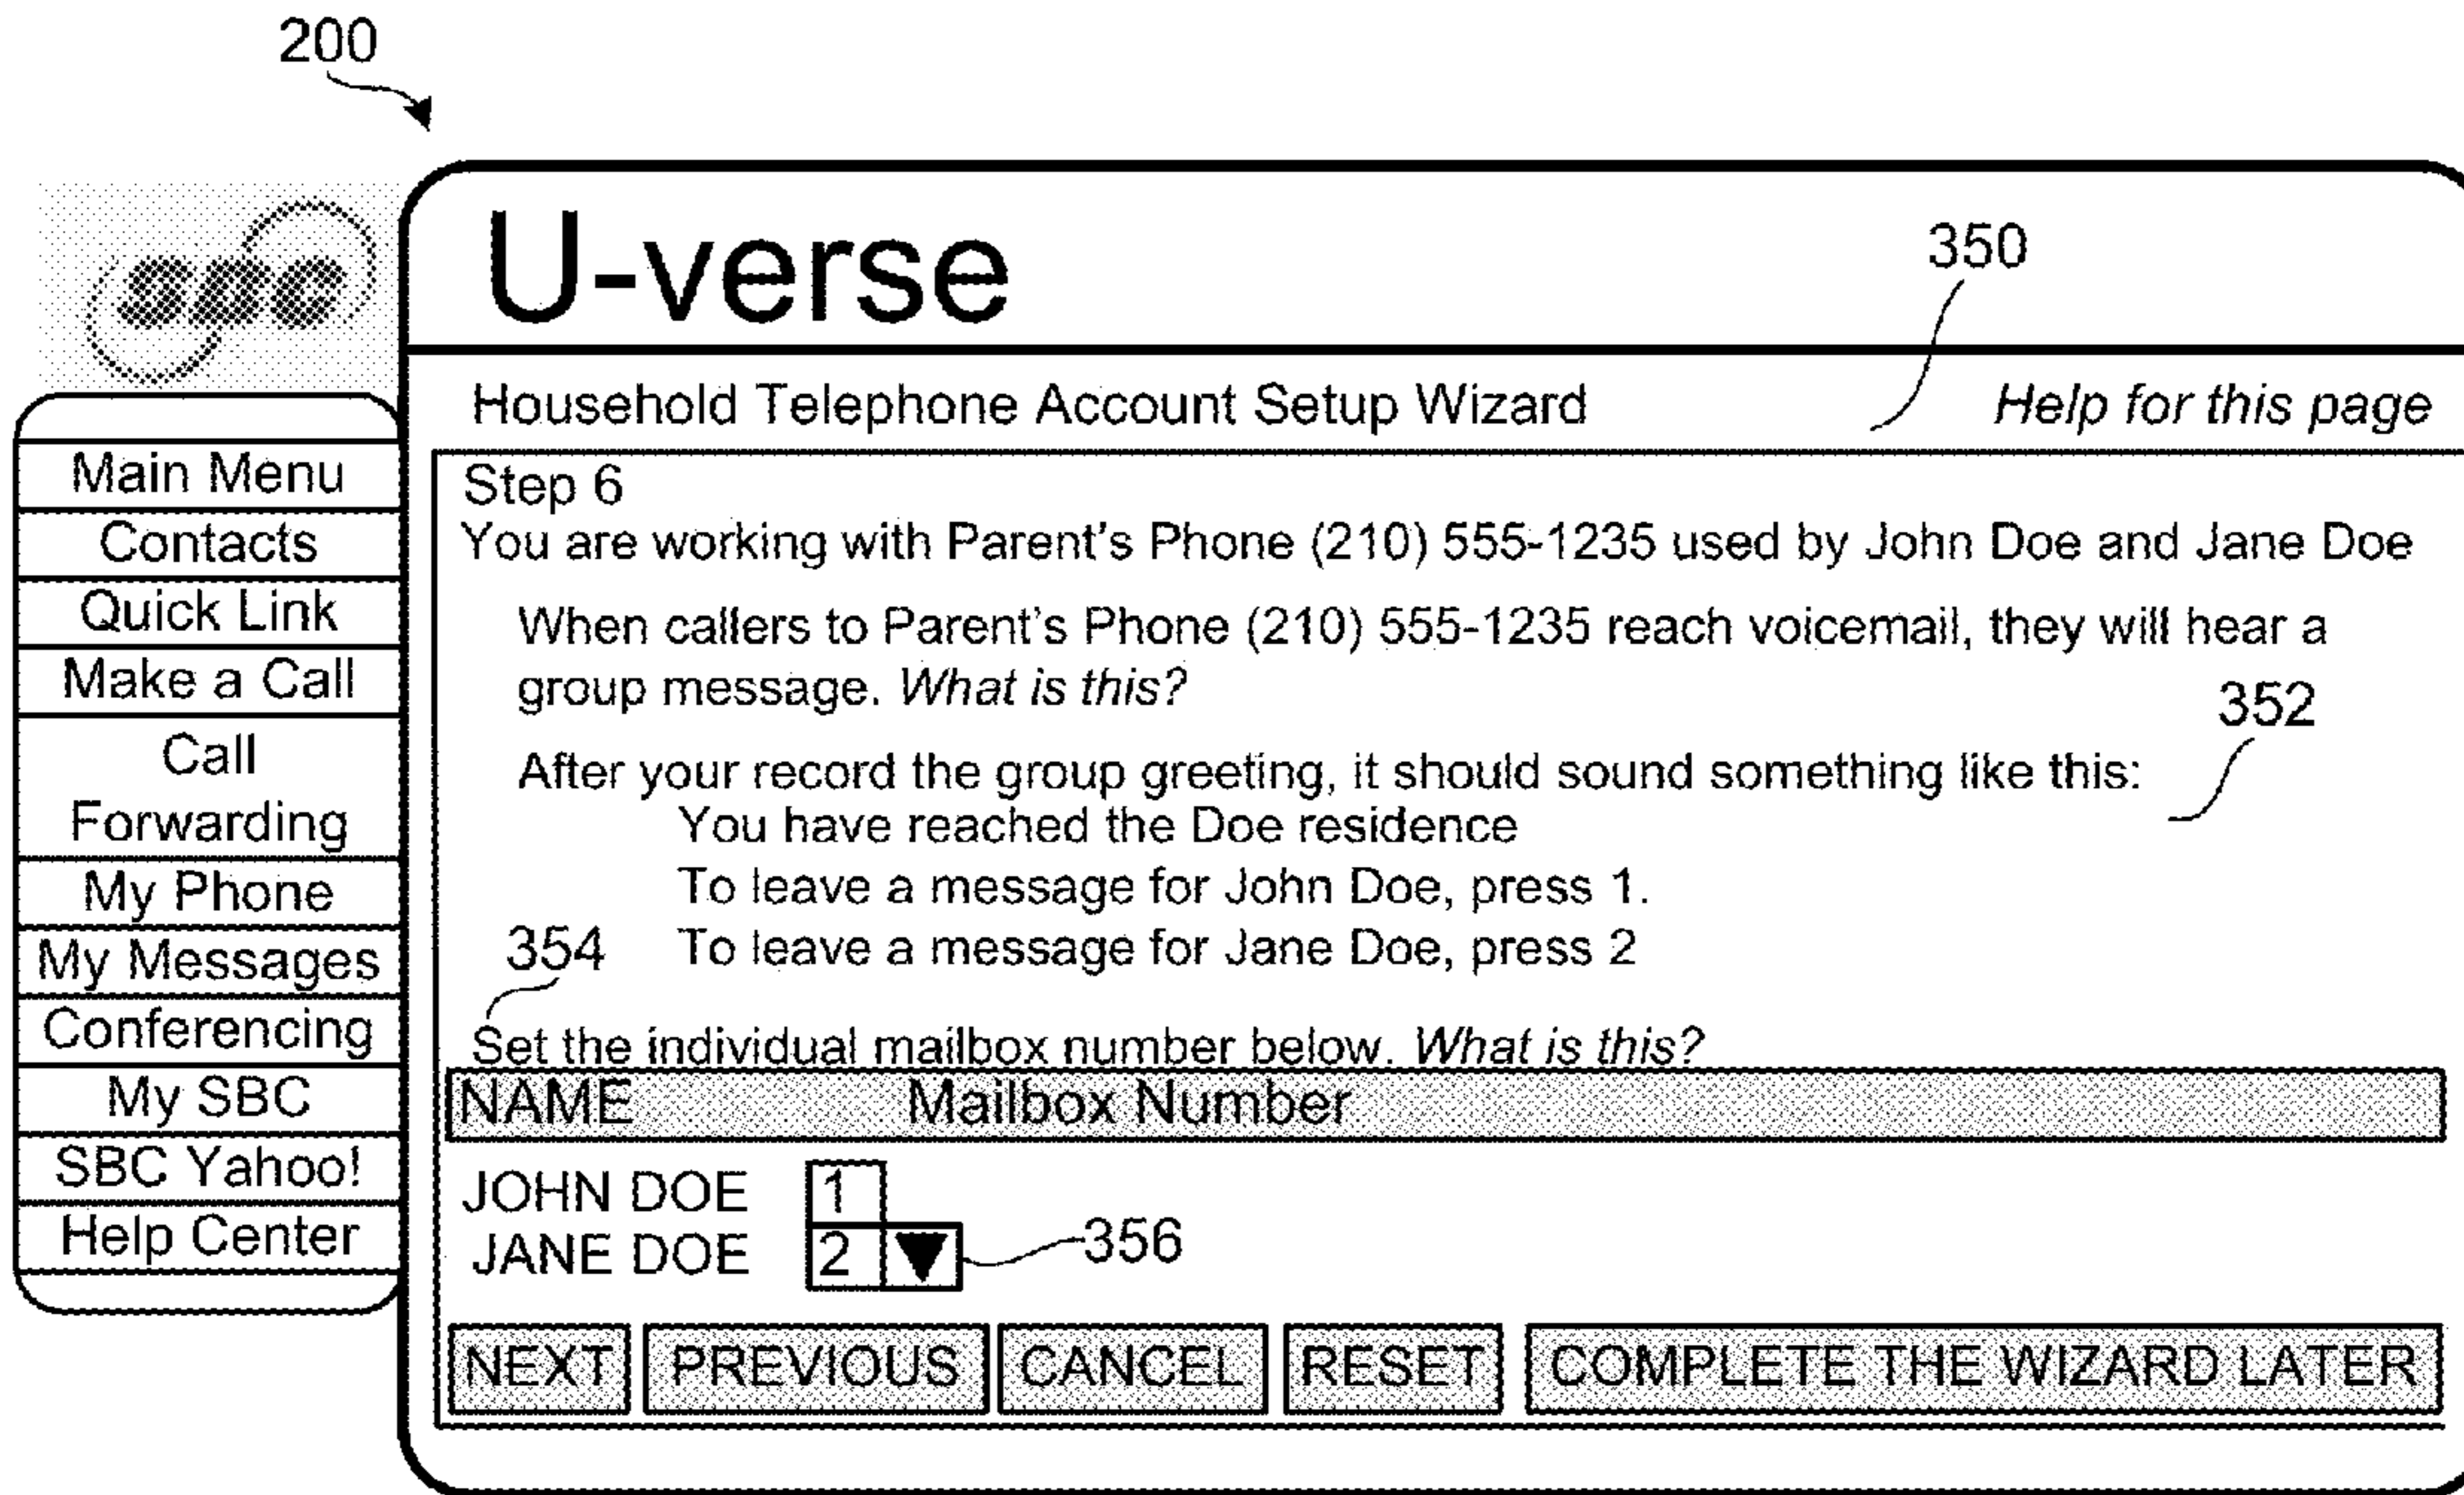 200
SBC
U-verse
350
Household Telephone Account Setup Wizard
Help for this page
Main Menu
Contacts
Quick Link
Make a Call
Call
Forwarding
My Phone
My Messages
Conferencing
My SBC
SBC Yahoo!
Help Center
Step 6
You are working with Parent's Phone (210) 555-1235 used by John Doe and Jane Doe
When callers to Parent's Phone (210) 555-1235 reach voicemail, they will hear a
group message. What is this?
352
After your record the group greeting, it should sound something like this:
You have reached the Doe residence
To leave a message for John Doe, press 1.
354
To leave a message for Jane Doe, press 2
Set the individual mailbox number below. What is this?
NAME Mailbox Number
JOHN DOE 1
JANE DOE 2
356
NEXT PREVIOUS CANCEL RESET COMPLETE THE WIZARD LATER